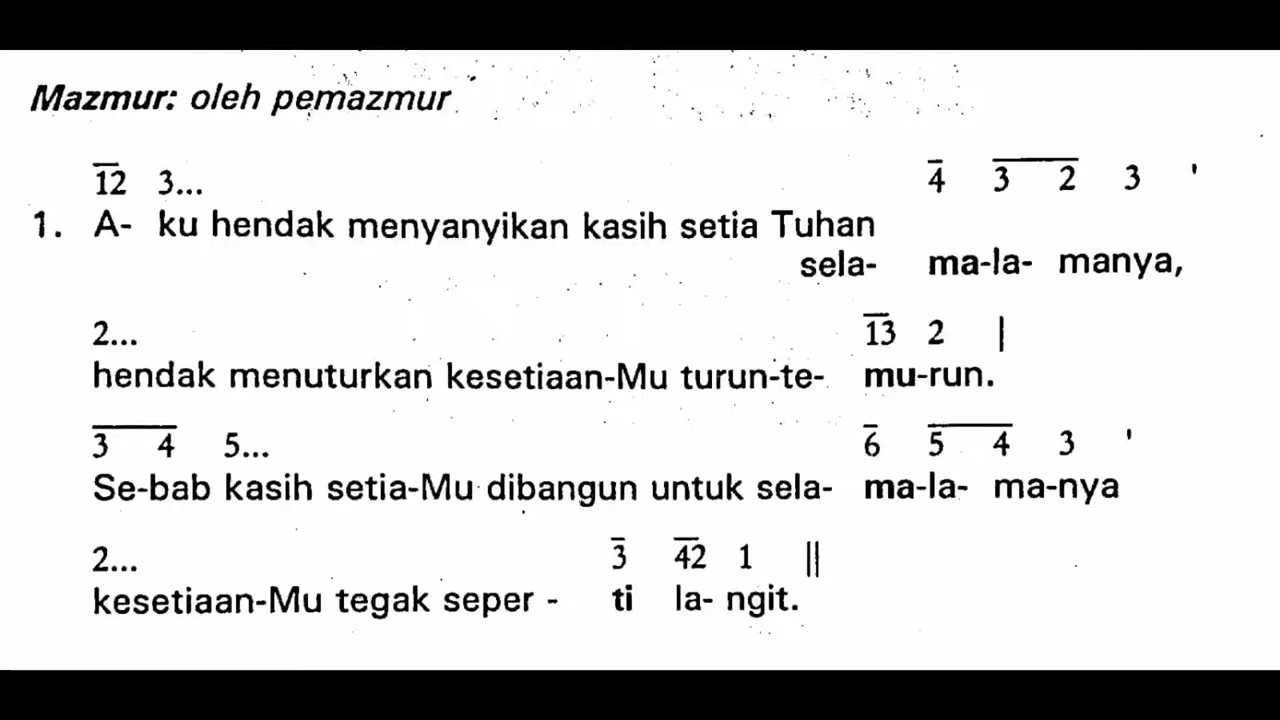 Mazmur: oleh pemazmur
12 3... 4 3 2 3 '
1. A- ku hendak menyanyikan kasih setia Tuhan
sela- ma-la- manya,
2... 13 2 |
hendak menuturkan kesetiaan-Mu turun-te- mu-run.
3 4 5... 6 5 4 3 '
Se-bab kasih setia-Mu dibangun untuk sela- ma-la- ma-nya
2... 3 42 1 ||
kesetiaan-Mu tegak seper - ti la- ngit.